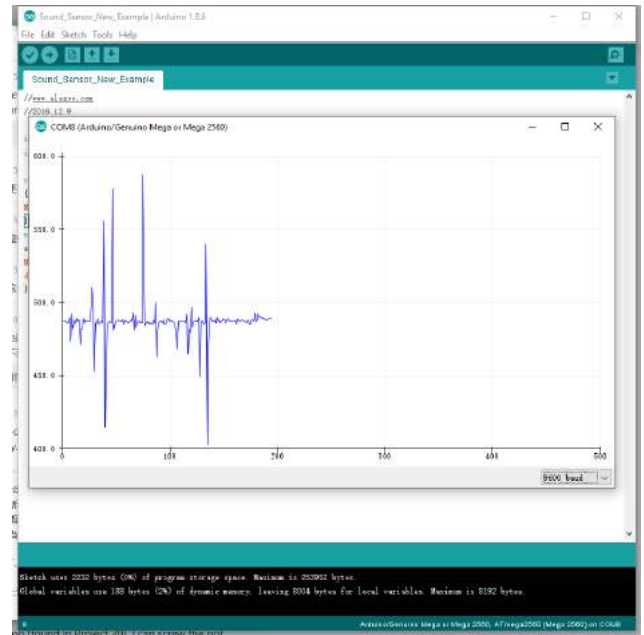 Sound_Sensor_New_Example | Arduino 1.8.6
File Edit Sketch Tools Help
Sound_Sensor_New_Example
//2016.12.9
COM8 (Arduino/Genuino Mega or Mega 2560)
600.0
550.0
500.0
450.0
400.0
0 100 200 300 400 500
9600 baud
Sketch uses 2232 bytes (0%) of program storage space. Maximum is 253952 bytes.
Global variables use 188 bytes (2%) of dynamic memory, leaving 8004 bytes for local variables. Maximum is 8192 bytes.
Arduino/Genuino Mega or Mega 2560, ATmega2560 (Mega 2560) on COM8